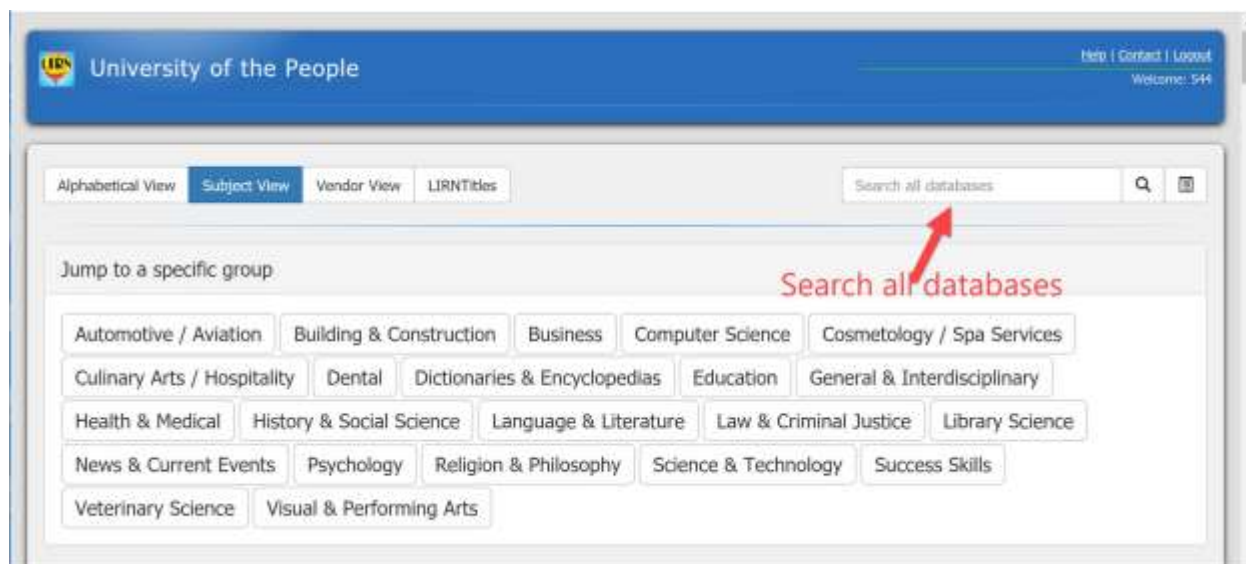 LIRN
University of the People
Help | Contact | Logout
Welcome: 544
Alphabetical View Subject View Vendor View LIRNTitles
Search all databases
Jump to a specific group
Search all databases
Automotive / Aviation Building & Construction Business Computer Science Cosmetology / Spa Services
Culinary Arts / Hospitality Dental Dictionaries & Encyclopedias Education General & Interdisciplinary
Health & Medical History & Social Science Language & Literature Law & Criminal Justice Library Science
News & Current Events Psychology Religion & Philosophy Science & Technology Success Skills
Veterinary Science Visual & Performing Arts